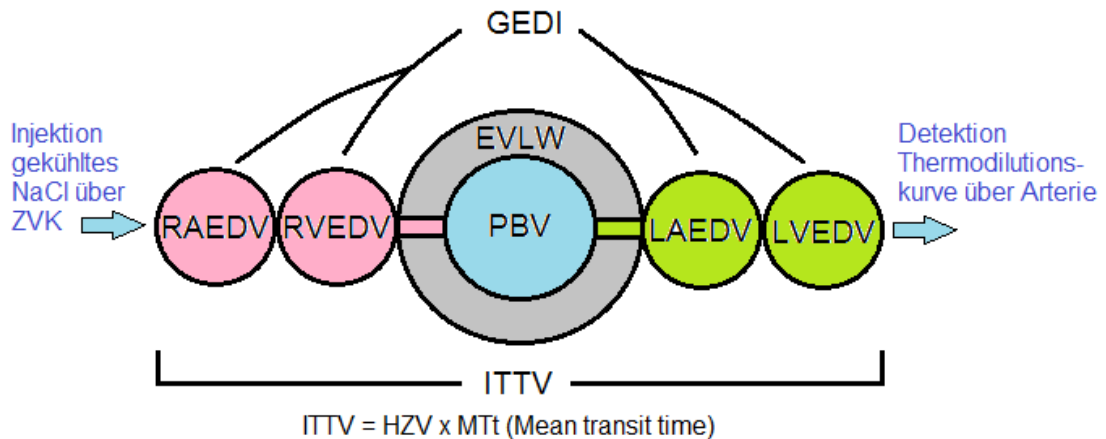 GEDI
Injektion
gekühltes
NaCl über
ZVK
EVLW
RAEDV
RVEDV
PBV
LAEDV
LVEDV
Detektion
Thermodilutions-
kurve über Arterie
ITTV
ITTV = HZV x MTt (Mean transit time)